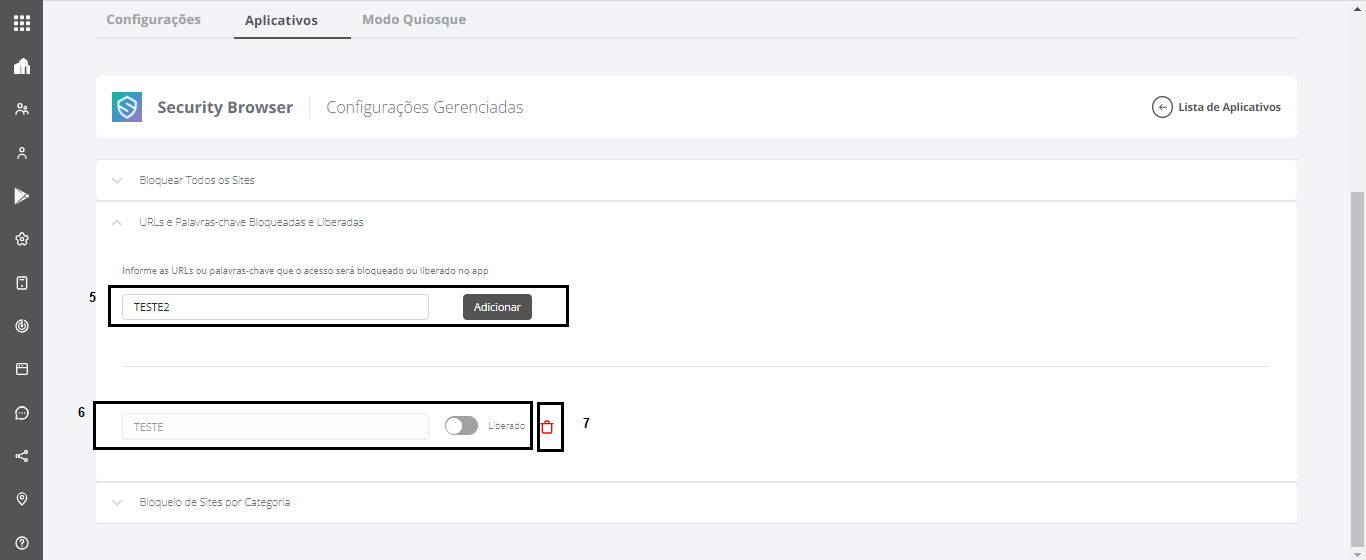 Configurações Aplicativos Modo Quiosque
Security Browser Configurações Gerenciadas Lista de Aplicativos
Bloquear Todos os Sites
URLs e Palavras-chave Bloqueadas e Liberadas
Informe as URLs ou palavras-chave que o acesso será bloqueado ou liberado no app
5 TESTE2 Adicionar
6 TESTE Liberado 7
Bloqueio de Sites por Categoria